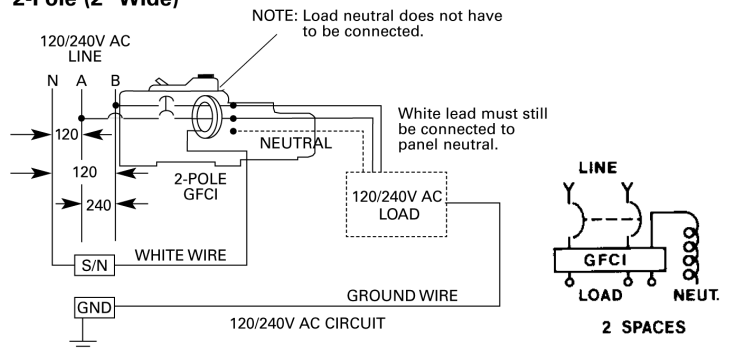 2-Pole (2" Wide)
NOTE: Load neutral does not have
to be connected.
120/240V AC
LINE
N A B
White lead must still
be connected to
panel neutral.
120
NEUTRAL
120
2-POLE
GFCI
240
120/240V AC
LOAD
WHITE WIRE
S/N
GND
GROUND WIRE
120/240V AC CIRCUIT
LINE
GFCI
LOAD NEUT.
2 SPACES